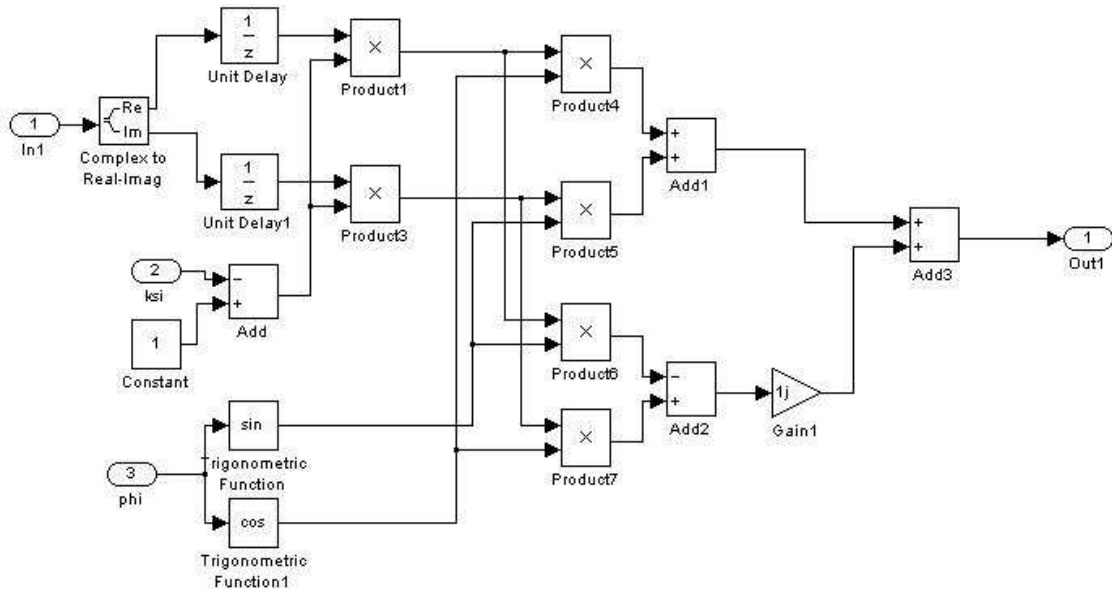 1
z
Unit Delay
×
Product1
×
Product4
1
In1
Re
Im
Complex to
Real-Imag
+
+
Add1
1
z
Unit Delay1
×
Product3
×
Product5
+
+
Add3
1
Out1
2
ksi
−
+
Add
1
Constant
×
Product6
−
+
Add2
1j
Gain1
×
Product7
sin
Trigonometric
Function
3
phi
cos
Trigonometric
Function1